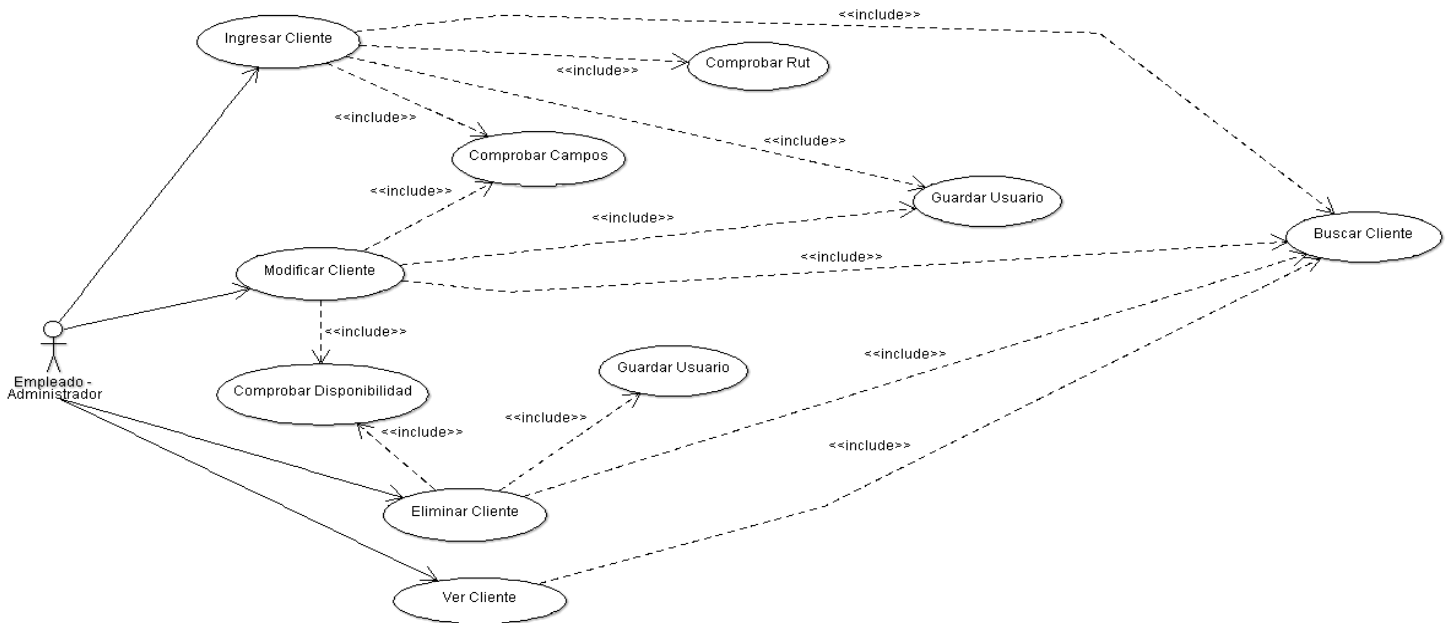 <<include>>
Ingresar Cliente
Comprobar Rut
<<include>>
<<include>>
<<include>>
Comprobar Campos
<<include>>
Guardar Usuario
<<include>>
Buscar Cliente
<<include>>
Modificar Cliente
<<include>>
<<include>>
Guardar Usuario
Empleado -
Administrador
Comprobar Disponibilidad
<<include>>
<<include>>
<<include>>
Eliminar Cliente
Ver Cliente